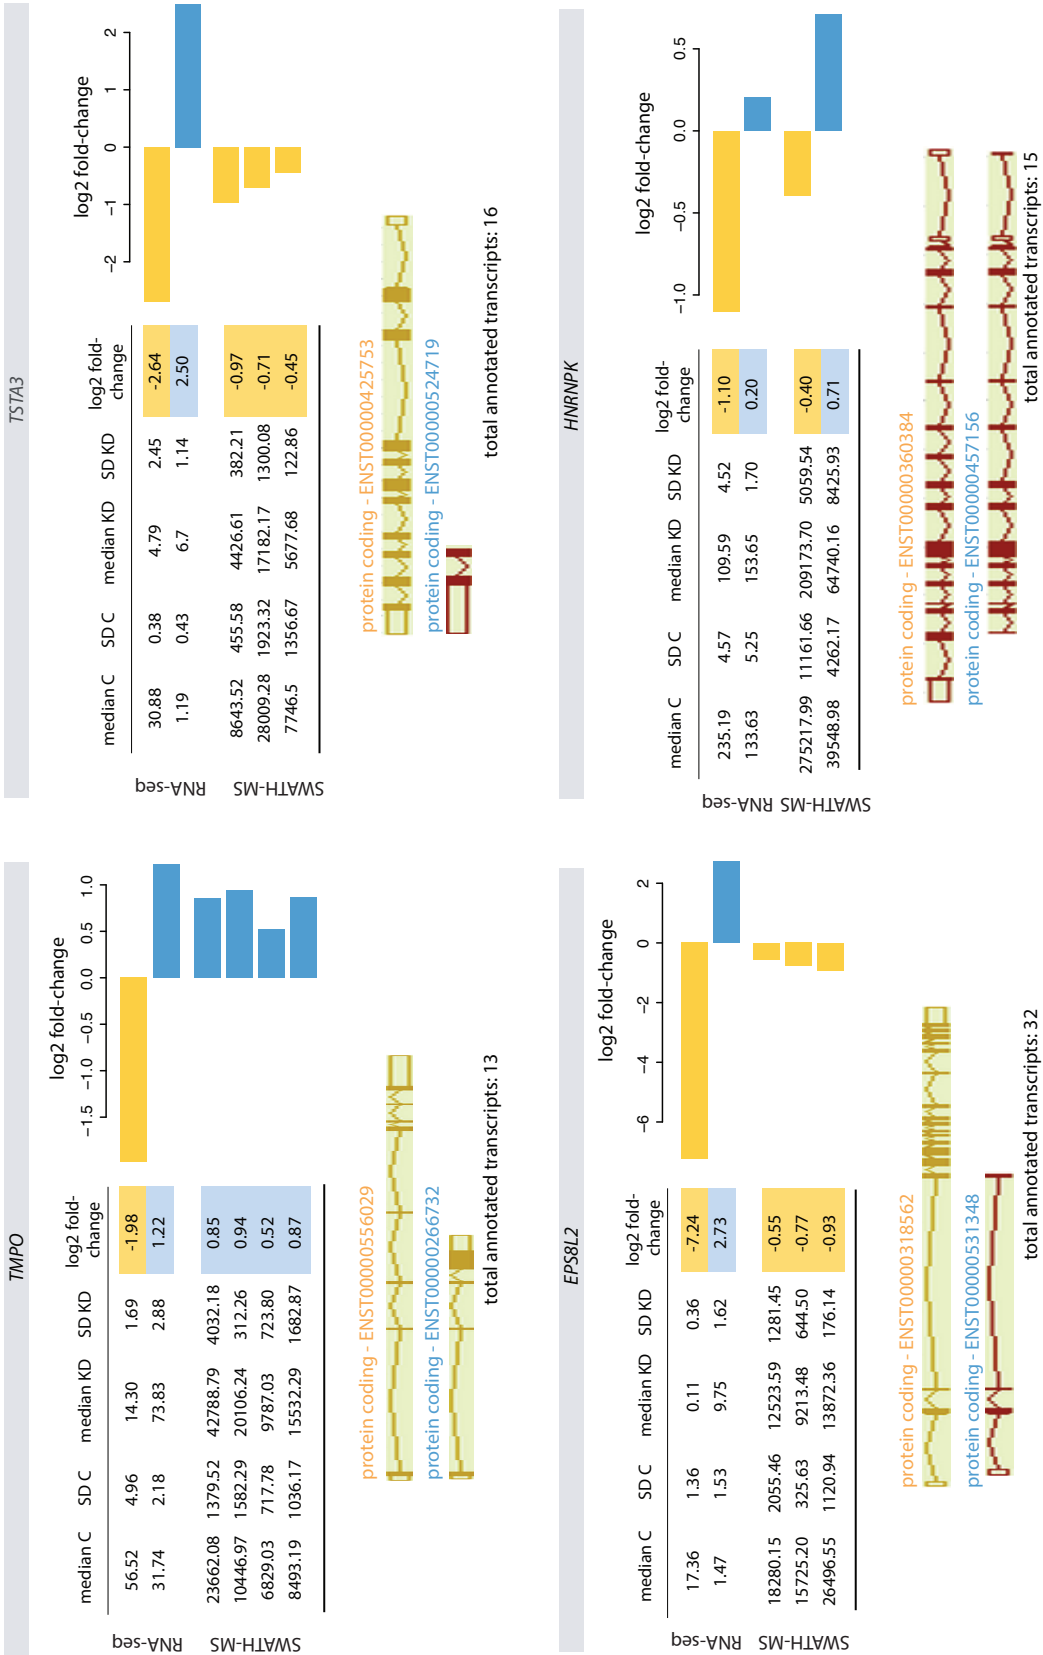 TMPO
median C SD C median KD SD KD log2 fold-
change
log2 fold-change
−1.5 −1.0 −0.5 0.0 0.5 1.0
RNA-seq
56.52 4.96 14.30 1.69 -1.98
31.74 2.18 73.83 2.88 1.22
SWATH-MS
23662.08 1379.52 42788.79 4032.18 0.85
10446.97 1582.29 20106.24 312.26 0.94
6829.03 717.78 9787.03 723.80 0.52
8493.19 1036.17 15532.29 1682.87 0.87
protein coding - ENST00000556029
protein coding - ENST00000266732
total annotated transcripts: 13
TSTA3
median C SD C median KD SD KD log2 fold-
change
log2 fold-change
−2 −1 0 1 2
RNA-seq
30.88 0.38 4.79 2.45 -2.64
1.19 0.43 6.7 1.14 2.50
SWATH-MS
8643.52 455.58 4426.61 382.21 -0.97
28009.28 1923.32 17182.17 1300.08 -0.71
7746.5 1356.67 5677.68 122.86 -0.45
protein coding - ENST00000425753
protein coding - ENST00000524719
total annotated transcripts: 16
EPS8L2
median C SD C median KD SD KD log2 fold-
change
log2 fold-change
−6 −4 −2 0 2
RNA-seq
17.36 1.36 0.11 0.36 -7.24
1.47 1.53 9.75 1.62 2.73
SWATH-MS
18280.15 2055.46 12523.59 1281.45 -0.55
15725.20 325.63 9213.48 644.50 -0.77
26496.55 1120.94 13872.36 176.14 -0.93
protein coding - ENST00000318562
protein coding - ENST00000531348
total annotated transcripts: 32
HNRNPK
median C SD C median KD SD KD log2 fold-
change
log2 fold-change
−1.0 −0.5 0.0 0.5
RNA-seq
235.19 4.57 109.59 4.52 -1.10
133.63 5.25 153.65 1.70 0.20
SWATH-MS
275217.99 11161.66 209173.70 5059.54 -0.40
39548.98 4262.17 64740.16 8425.93 0.71
protein coding - ENST00000360384
protein coding - ENST00000457156
total annotated transcripts: 15